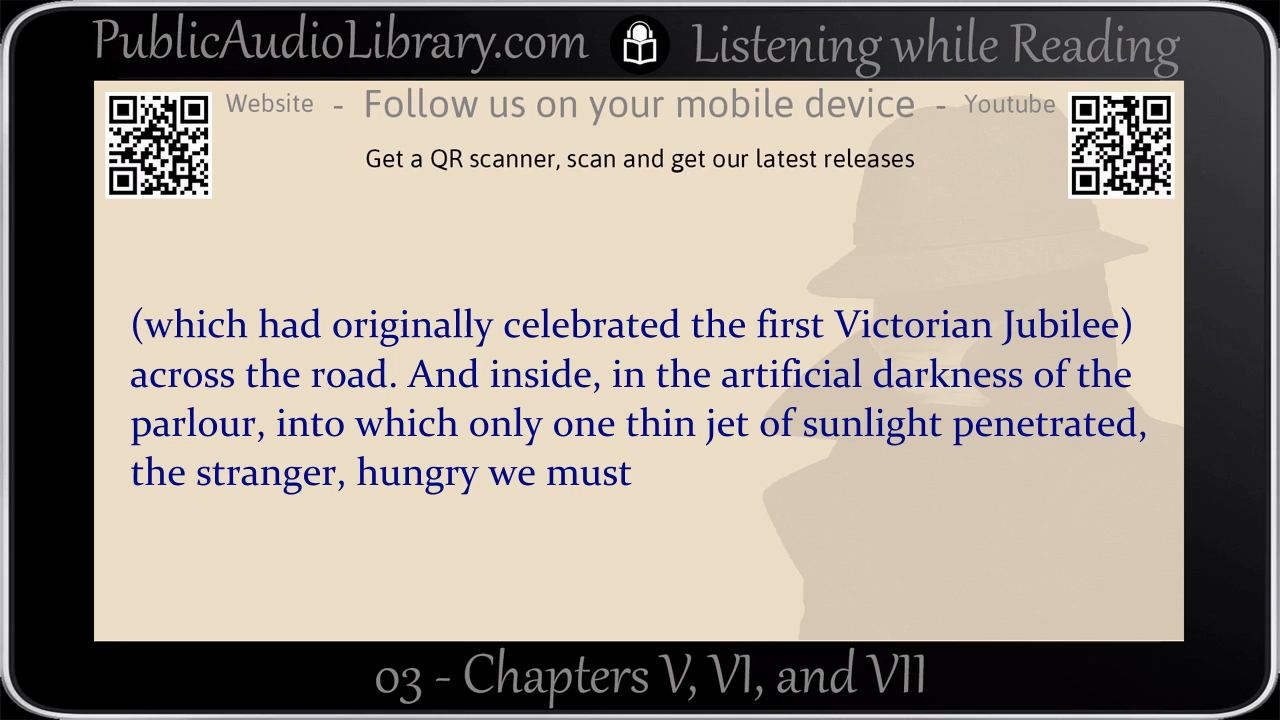 PublicAudioLibrary.com Listening while Reading
Website - Follow us on your mobile device - Youtube
Get a QR scanner, scan and get our latest releases
(which had originally celebrated the first Victorian Jubilee)
across the road. And inside, in the artificial darkness of the
parlour, into which only one thin jet of sunlight penetrated,
the stranger, hungry we must
03 - Chapters V, VI, and VII